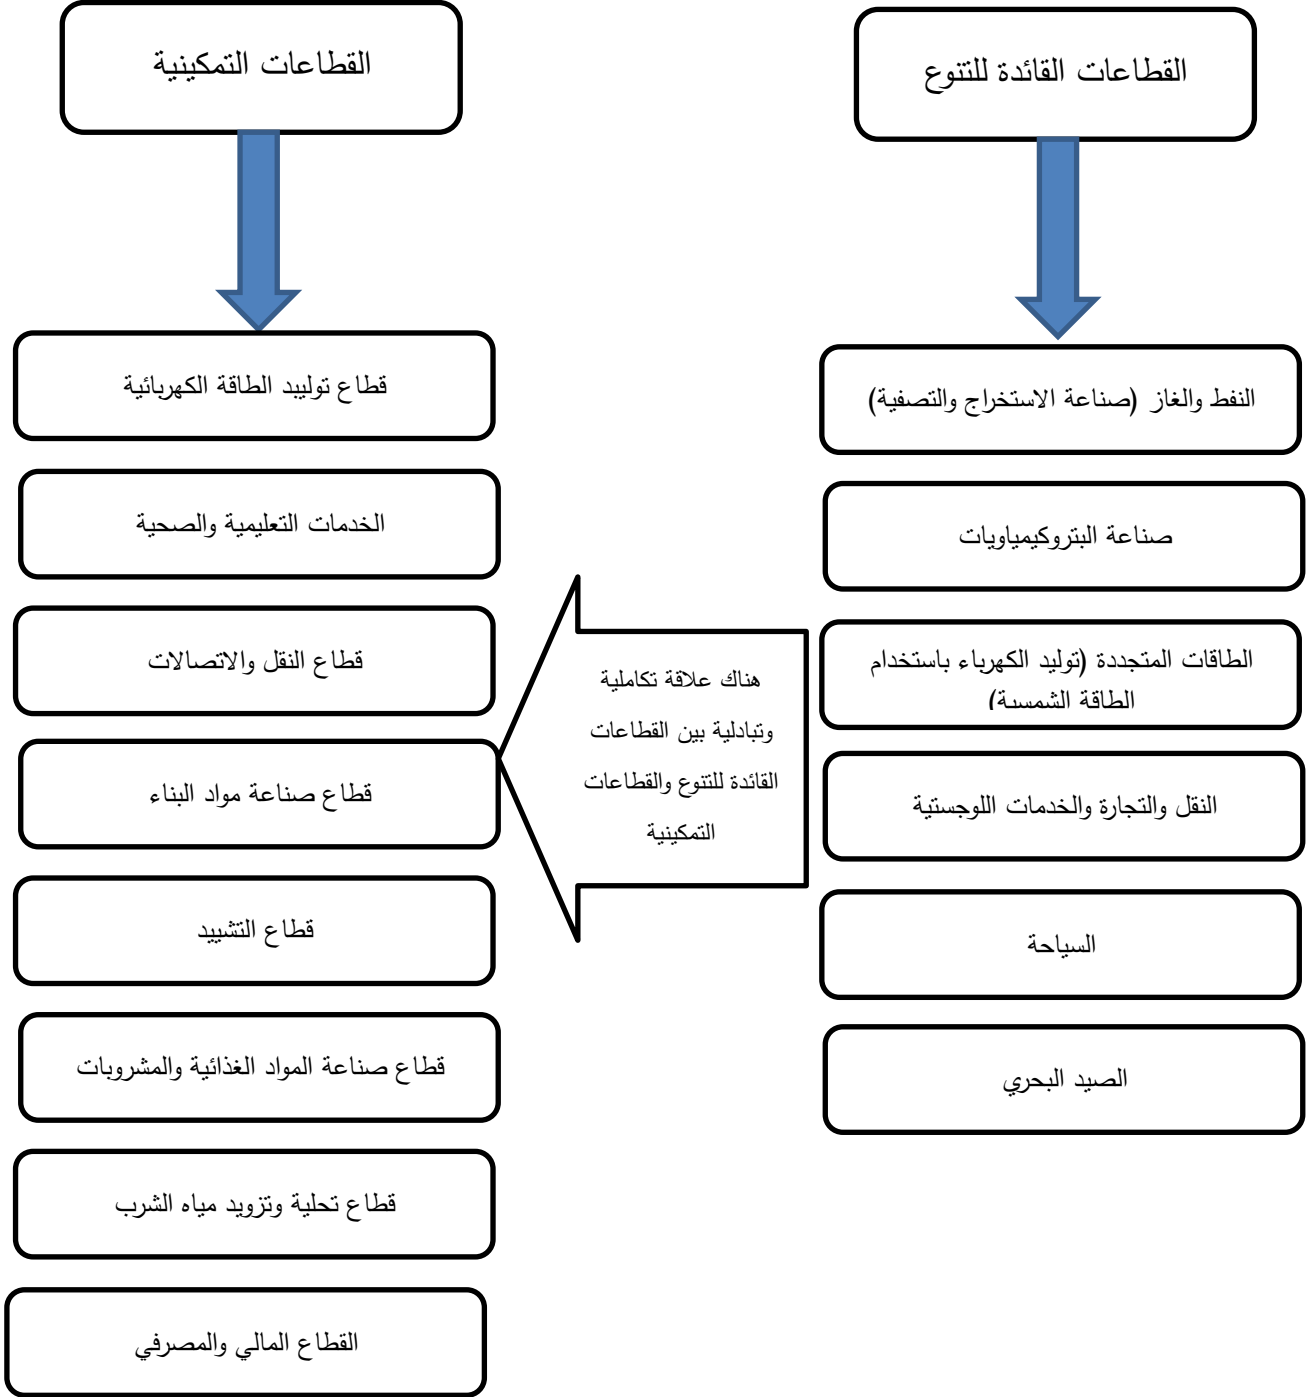 القطاعات القائدة للتنوع
النفط والغاز (صناعة الاستخراج والتصفية)
صناعة البتروكيمياويات
الطاقات المتجددة (توليد الكهرباء باستخدام
الطاقة الشمسية)
النقل والتجارة والخدمات اللوجستية
السياحة
الصيد البحري
هناك علاقة تكاملية
وتبادلية بين القطاعات
القائدة للتنوع والقطاعات
التمكينية
القطاعات التمكينية
قطاع توليبد الطاقة الكهربائية
الخدمات التعليمية والصحية
قطاع النقل والاتصالات
قطاع صناعة مواد البناء
قطاع التشييد
قطاع صناعة المواد الغذائية والمشروبات
قطاع تحلية وتزويد مياه الشرب
القطاع المالي والمصرفي